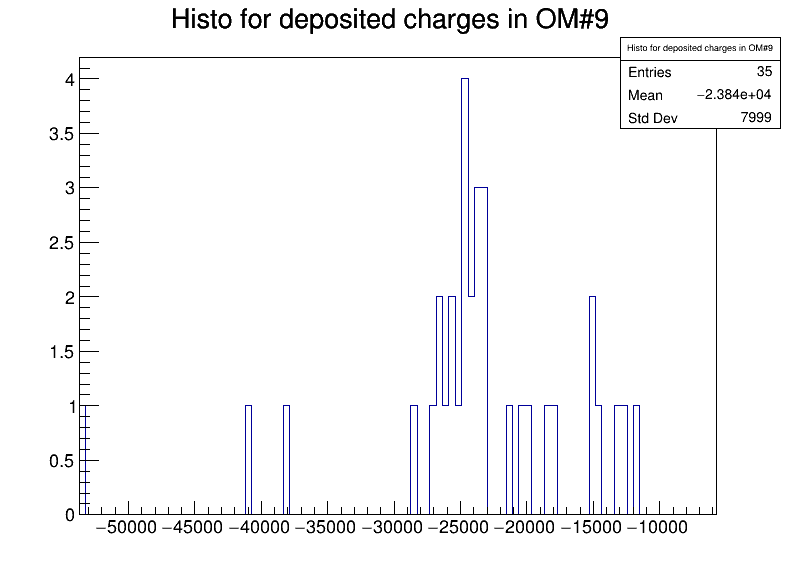 Histo for deposited charges in OM#9
Histo for deposited charges in OM#9
Entries 35
Mean −2.384e+04
Std Dev 7999
4
3.5
3
2.5
2
1.5
1
0.5
0
−50000 −45000 −40000 −35000 −30000 −25000 −20000 −15000 −10000